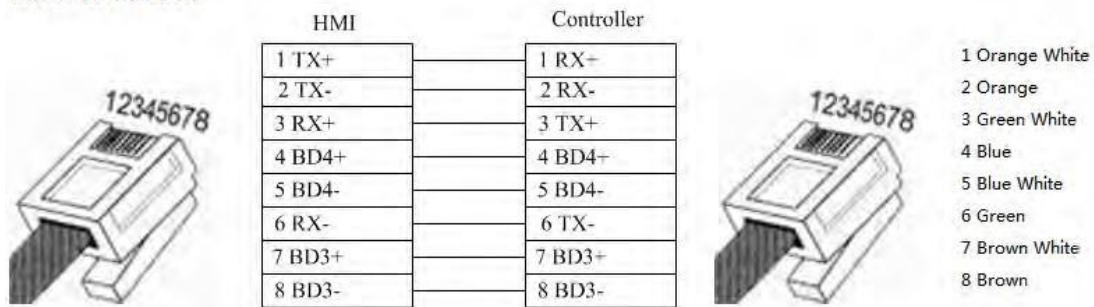 HMI Controller
1 TX+ 1 RX+
2 TX- 2 RX-
3 RX+ 3 TX+
4 BD4+ 4 BD4+
5 BD4- 5 BD4-
6 RX- 6 TX-
7 BD3+ 7 BD3+
8 BD3- 8 BD3-
12345678
12345678
1 Orange White
2 Orange
3 Green White
4 Blue
5 Blue White
6 Green
7 Brown White
8 Brown